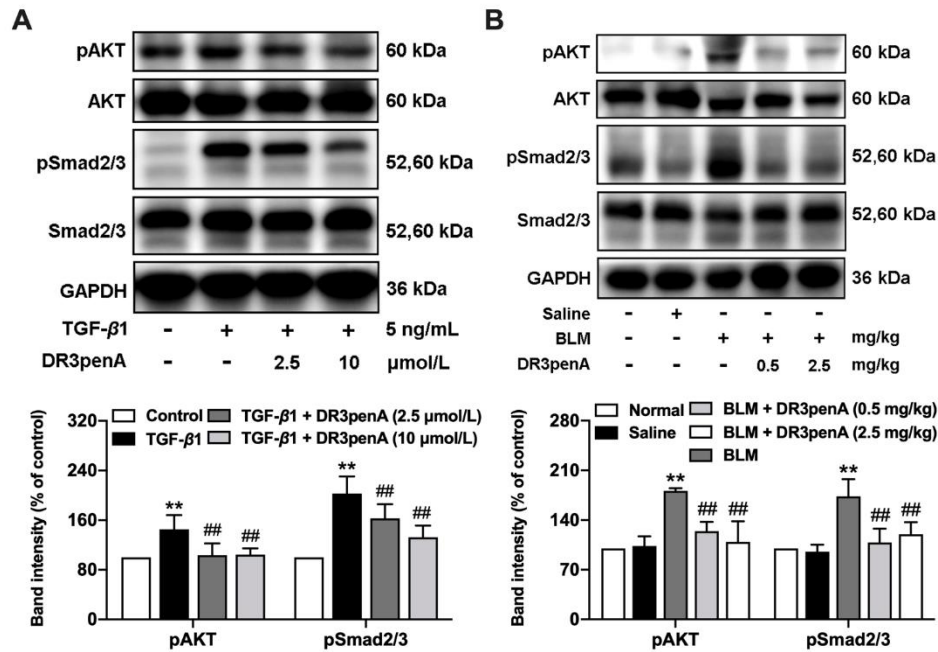 A
pAKT 60 kDa
AKT 60 kDa
pSmad2/3 52,60 kDa
Smad2/3 52,60 kDa
GAPDH 36 kDa
TGF-β1 - + + + 5 ng/mL
DR3penA - - 2.5 10 μmol/L
Control TGF-β1 + DR3penA (2.5 μmol/L)
TGF-β1 TGF-β1 + DR3penA (10 μmol/L)
Band intensity (% of control)
320
240
160
80
0
** ## ## ** ## ##
pAKT pSmad2/3
B
pAKT 60 kDa
AKT 60 kDa
pSmad2/3 52,60 kDa
Smad2/3 52,60 kDa
GAPDH 36 kDa
Saline - + - - -
BLM - - + + + mg/kg
DR3penA - - - 0.5 2.5 mg/kg
Normal BLM + DR3penA (0.5 mg/kg)
Saline BLM + DR3penA (2.5 mg/kg)
BLM
Band intensity (% of control)
280
210
140
70
0
** ## ## ** ## ##
pAKT pSmad2/3